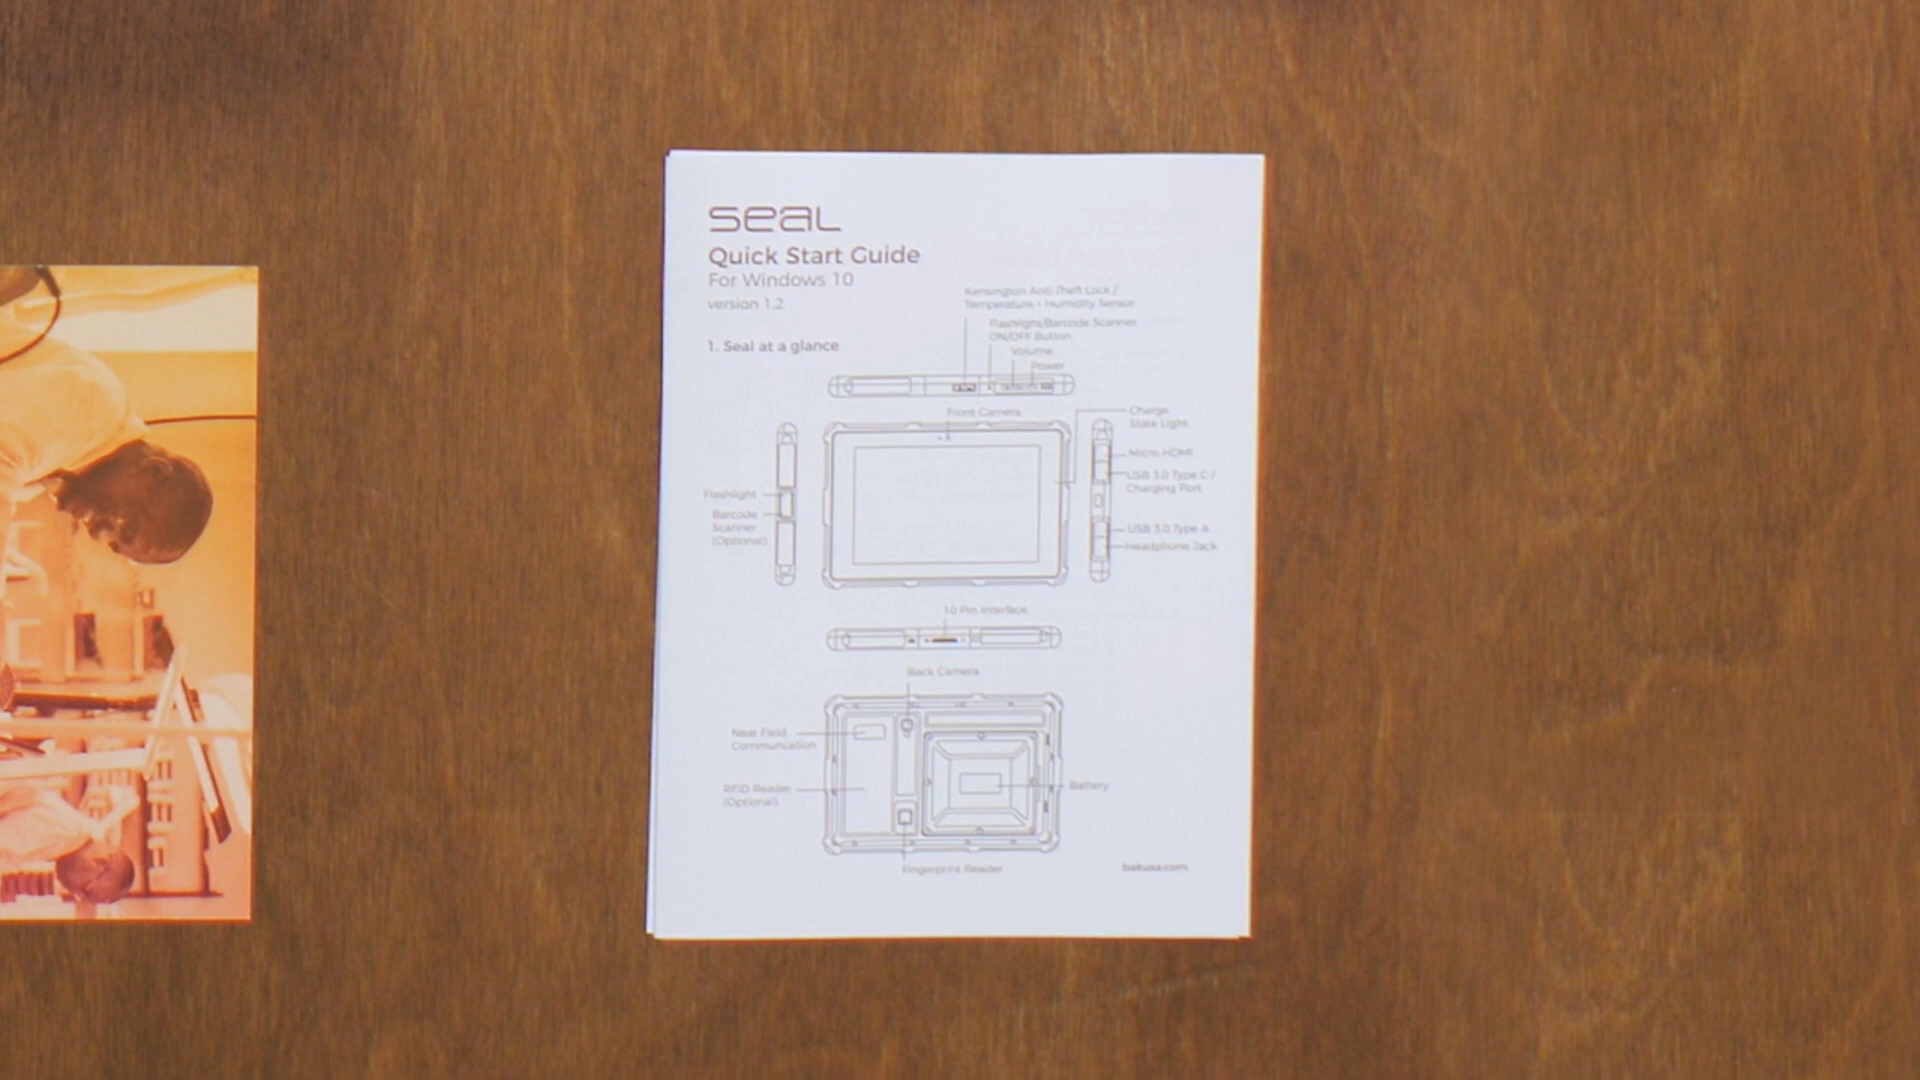 seaL
Quick Start Guide
For Windows 10
version 1.2
Kensington Anti-Theft Lock /
Temperature + Humidity Sensor
Flashlight/Barcode Scanner
ON/OFF Button
Volume
Power
1. Seal at a glance
Front Camera
Charge
State Light
Micro HDMI
USB 3.0 Type C /
Charging Port
Flashlight
Barcode
Scanner
(Optional)
USB 3.0 Type A
Headphone Jack
10 Pin Interface
Back Camera
Near Field
Communcation
RFID Reader
(Optional)
Battery
Fingerprint Reader
bakusa.com